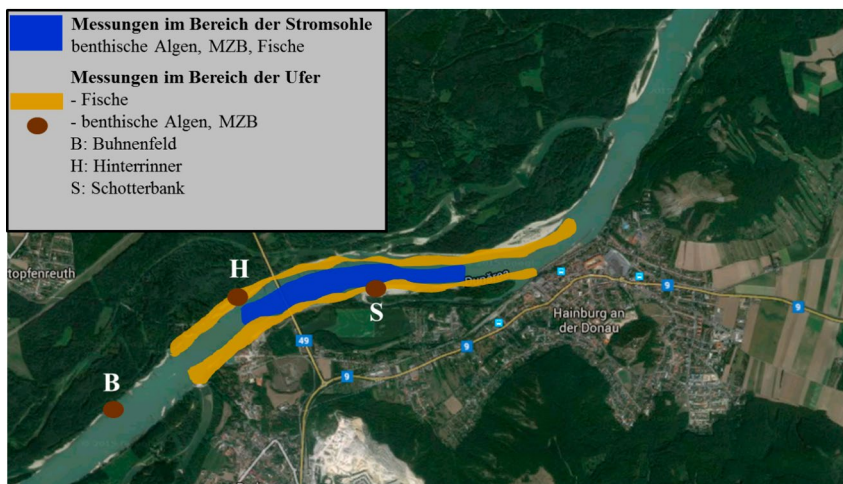 Messungen im Bereich der Stromsohle
benthische Algen, MZB, Fische
Messungen im Bereich der Ufer
- Fische
- benthische Algen, MZB
B: Buhnenfeld
H: Hinterrinner
S: Schotterbank
topfenreuth
H
S
B
49
9
9
9
9
Hainburg an
der Donau